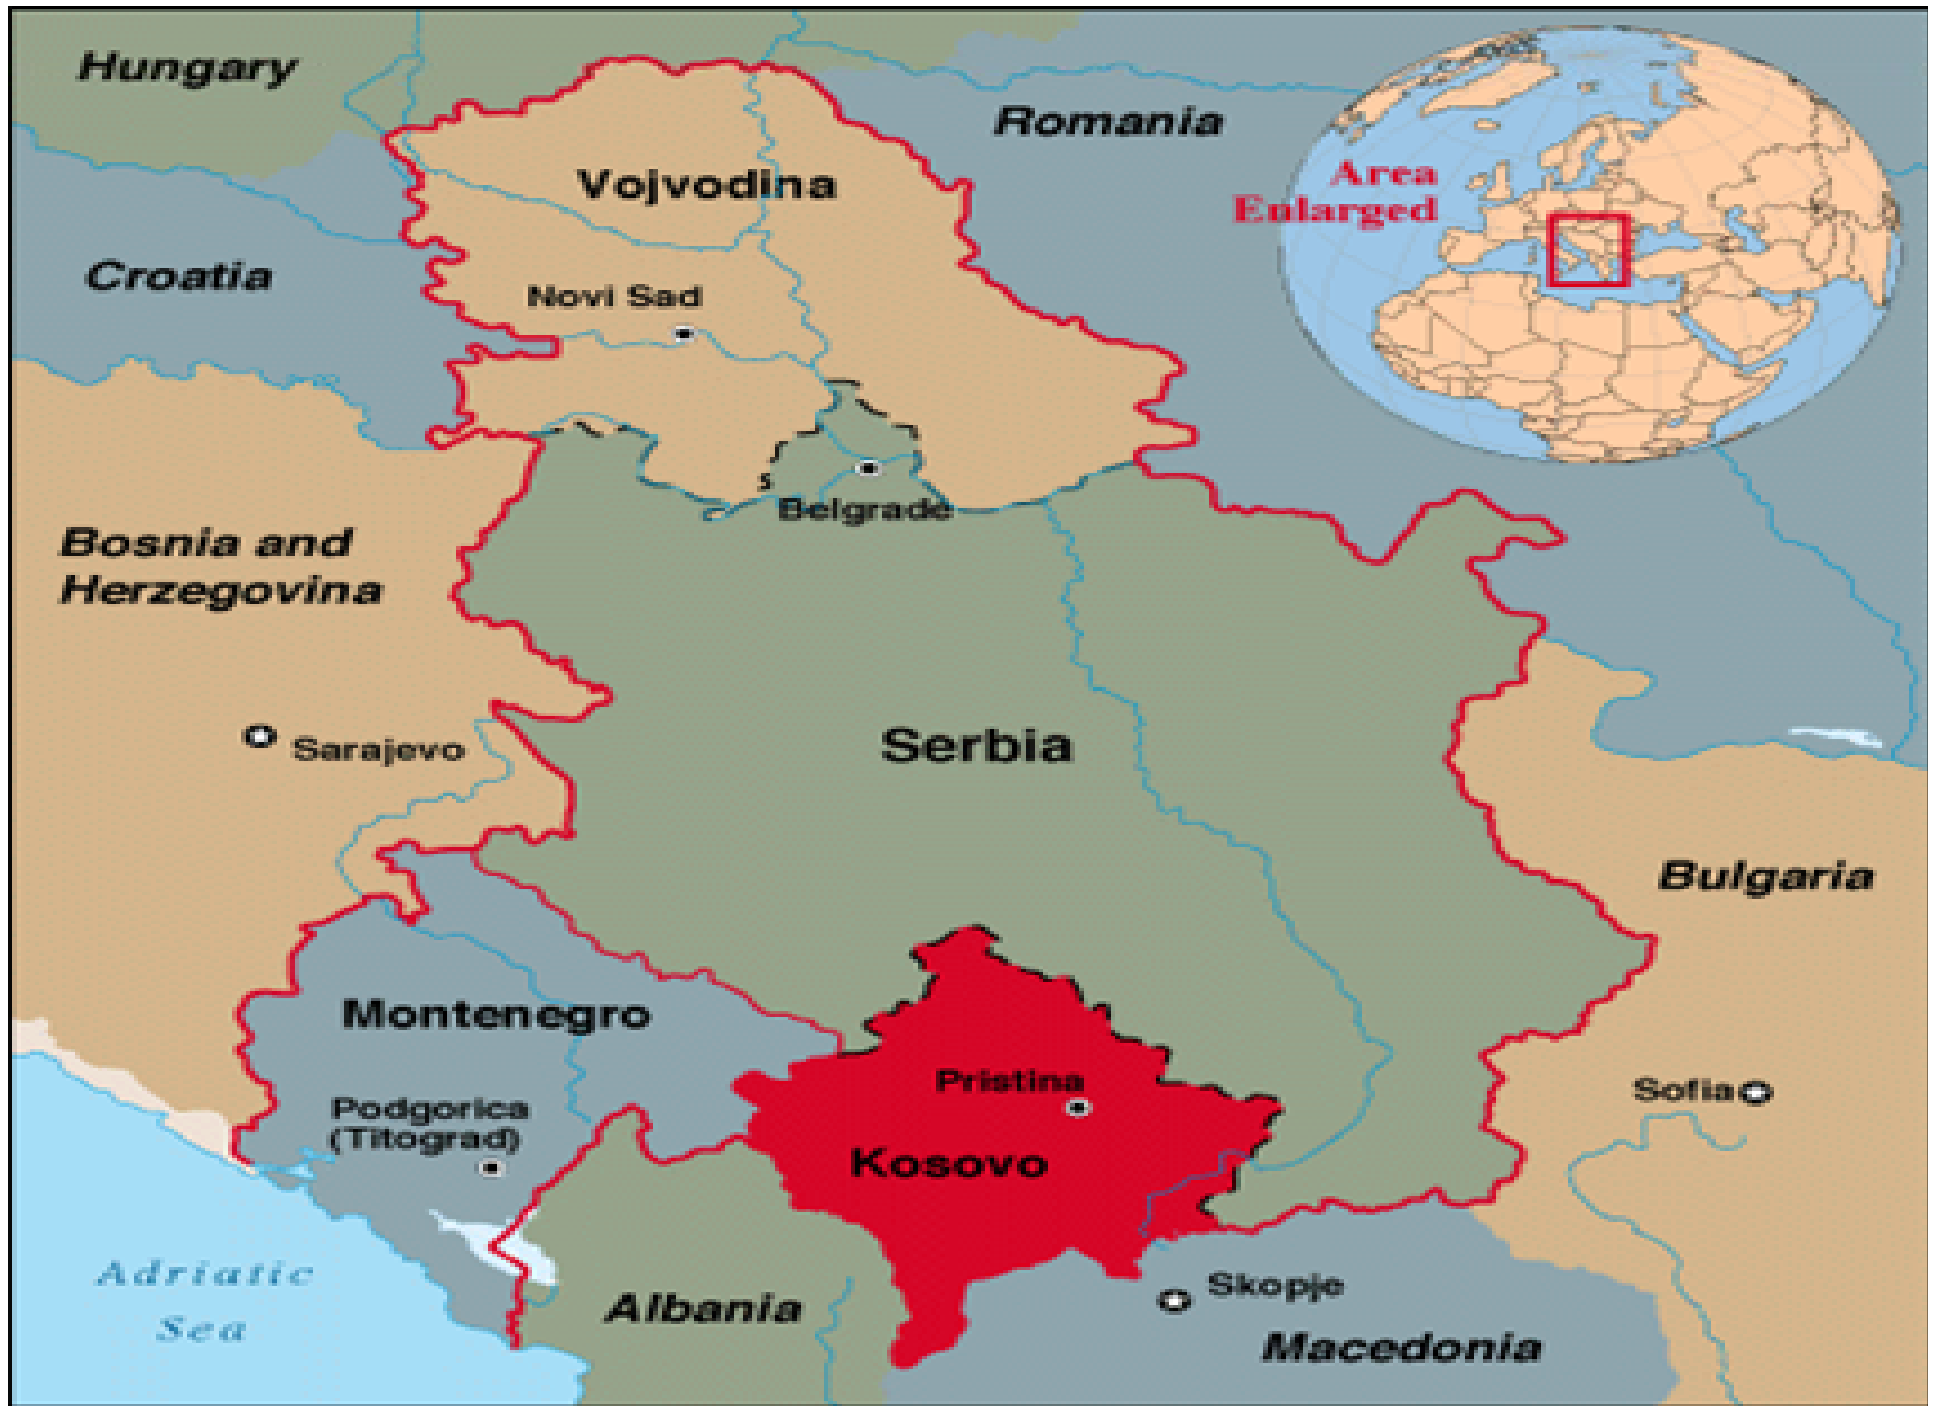 Hungary
Romania
Area
Enlarged
Vojvodina
Croatia
Novi Sad
s
Belgrade
Bosnia and
Herzegovina
Sarajevo
Serbia
Bulgaria
Montenegro
Pristina
Sofia
Podgorica
(Titograd)
Kosovo
Adriatic
Sea
Skopje
Albania
Macedonia